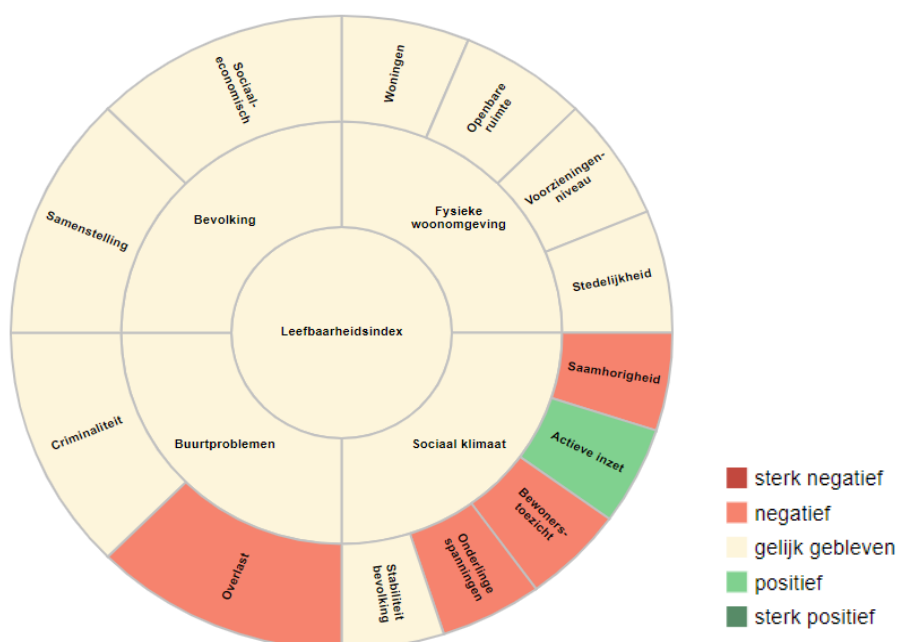 Sociaal-
economisch
Woningen
Openbare
ruimte
Voorzieningen-
niveau
Samenstelling
Bevolking
Fysieke
woonomgeving
Stedelijkheid
Leefbaarheidsindex
Saamhorigheid
Criminaliteit
Buurtproblemen
Sociaal klimaat
Actieve inzet
Bewoners-
toezicht
Onderlinge
spanningen
Stabiliteit
bevolking
Overlast
sterk negatief
negatief
gelijk gebleven
positief
sterk positief